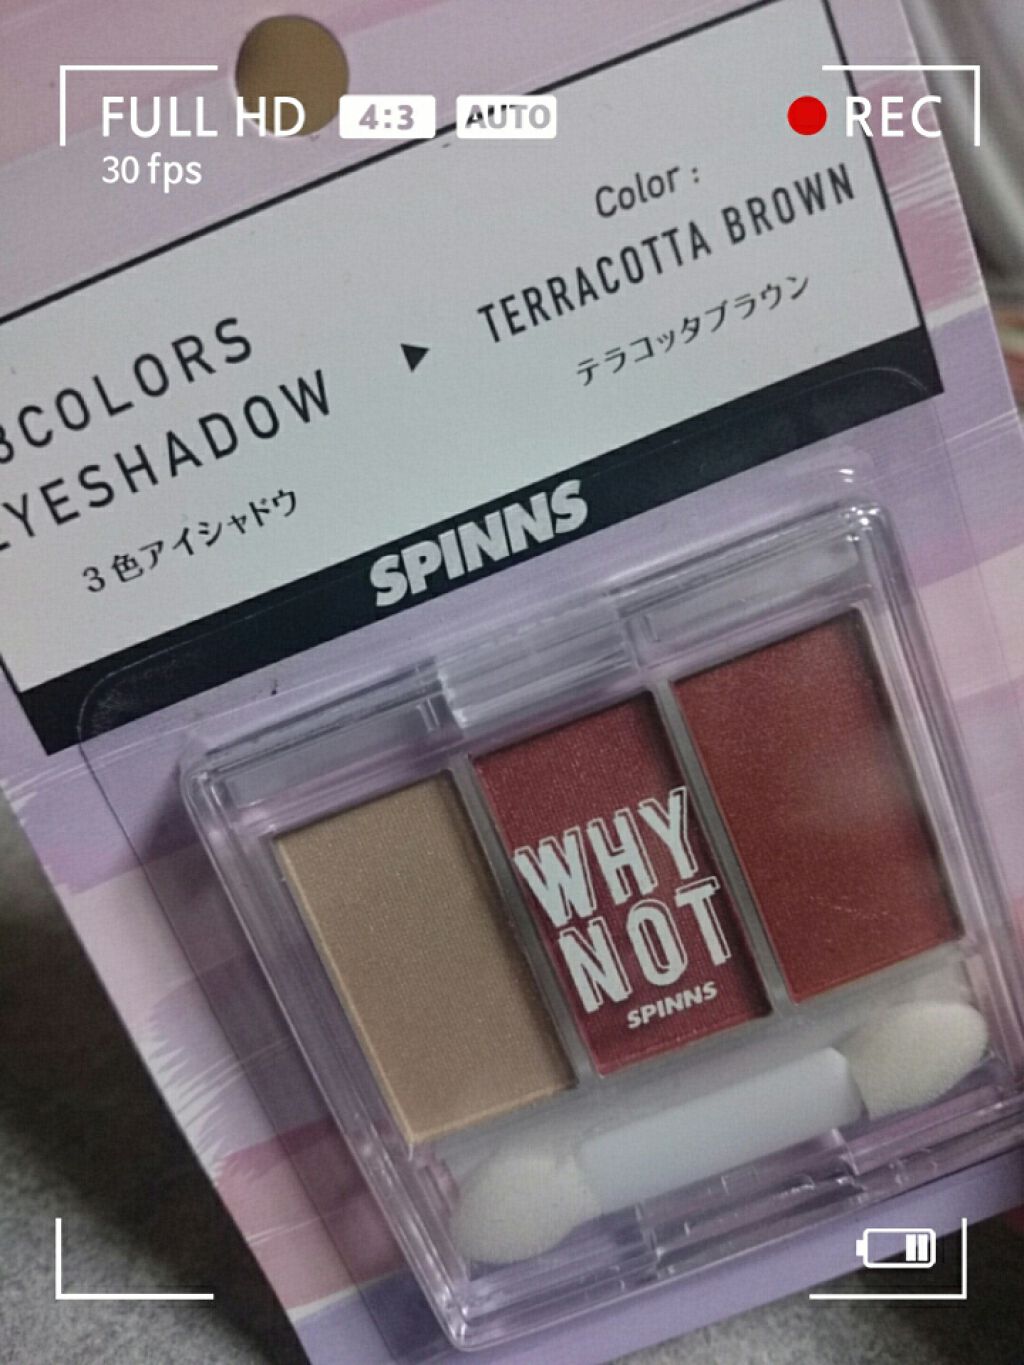 FULL HD 4:3 AUTO REC
30 fps
3COLORS
EYESHADOW
3色アイシャドウ
Color :
TERRACOTTA BROWN
テラコッタブラウン
SPINNS
WHY
NOT
SPINNS